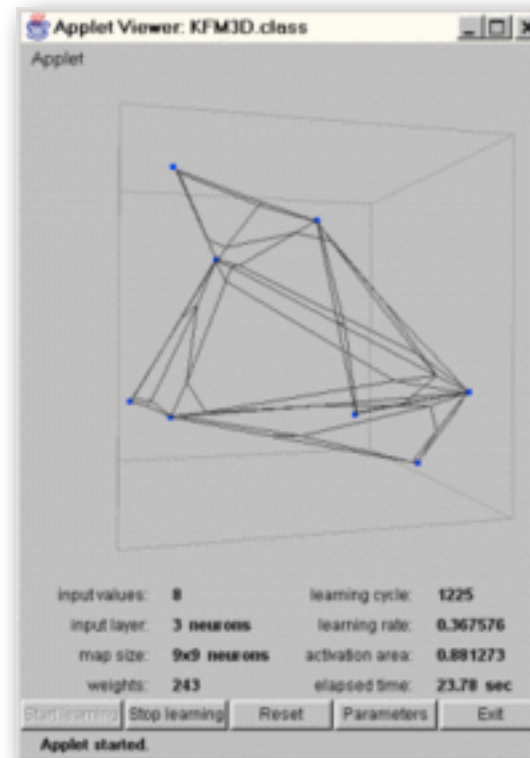 Applet Viewer: KFM3D.class
Applet
input values: 8 learning cycle: 1225
input layer: 3 neurons learning rate: 0.367576
map size: 9x9 neurons activation area: 0.881273
weights: 243 elapsed time: 23.78 sec
Start learning Stop learning Reset Parameters Exit
Applet started.